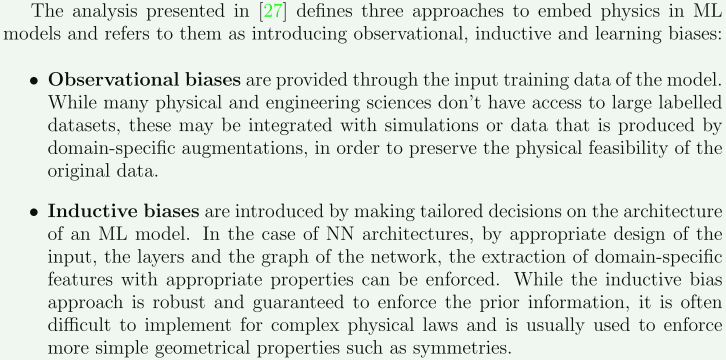 The analysis presented in [27] defines three approaches to embed physics in ML
models and refers to them as introducing observational, inductive and learning biases:
• Observational biases are provided through the input training data of the model.
While many physical and engineering sciences don't have access to large labelled
datasets, these may be integrated with simulations or data that is produced by
domain-specific augmentations, in order to preserve the physical feasibility of the
original data.
• Inductive biases are introduced by making tailored decisions on the architecture
of an ML model. In the case of NN architectures, by appropriate design of the
input, the layers and the graph of the network, the extraction of domain-specific
features with appropriate properties can be enforced. While the inductive bias
approach is robust and guaranteed to enforce the prior information, it is often
difficult to implement for complex physical laws and is usually used to enforce
more simple geometrical properties such as symmetries.